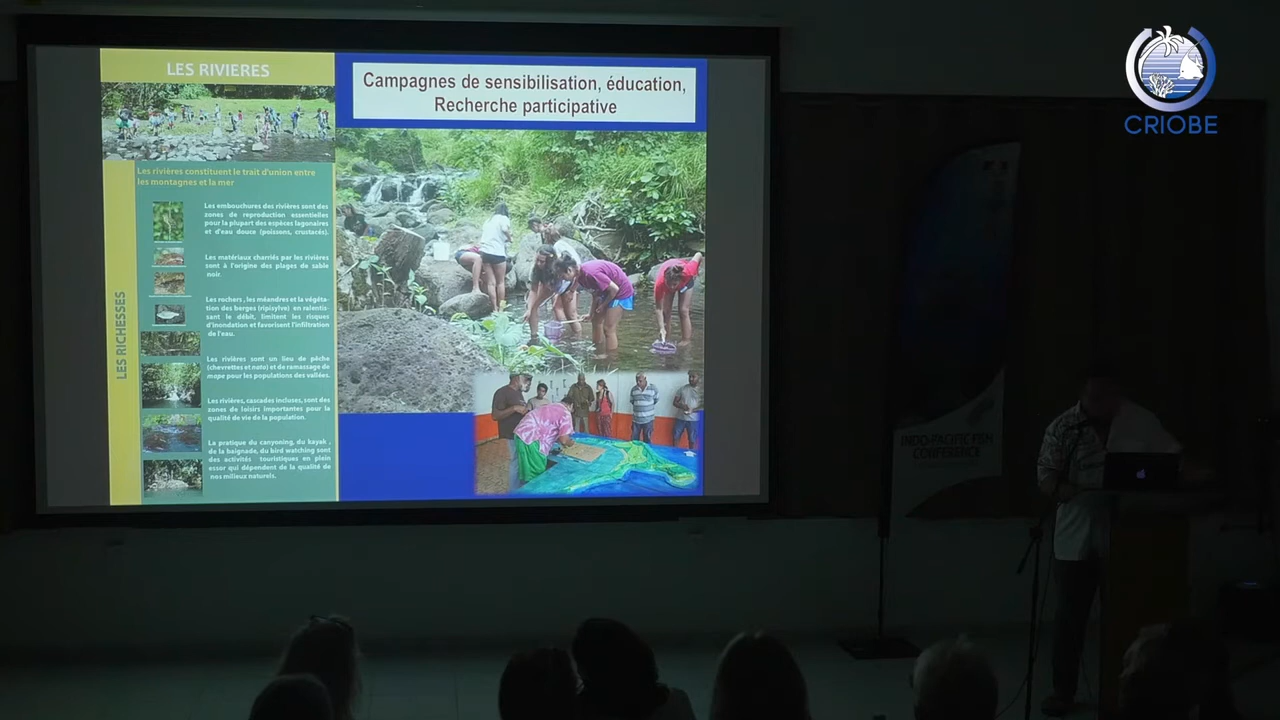 LES RIVIERES
Les rivières constituent le trait d'union entre
les montagnes et la mer
LES RICHESSES
Les embouchures des rivières sont des
zones de reproduction essentielles
pour la plupart des espèces lagonaires
et d'eau douce (poissons, crustacés).
Les matériaux charriés par les rivières
sont à l'origine des plages de sable
noir.
Les rochers , les méandres et la végéta-
tion des berges (ripisylve) en ralentis-
sant le débit, limitent les risques
d'inondation et favorisent l'infiltration
de l'eau.
Les rivières sont un lieu de pêche
(chevrettes et nato) et de ramassage de
mape pour les populations des vallées.
Les rivières, cascades incluses, sont des
zones de loisirs importantes pour la
qualité de vie de la population.
La pratique du canyoning, du kayak ,
de la baignade, du bird watching sont
des activités touristiques en plein
essor qui dépendent de la qualité de
nos milieux naturels.
Campagnes de sensibilisation, éducation,
Recherche participative
CRIOBE
INDO-PACIFIC FISH
CONFERENCE